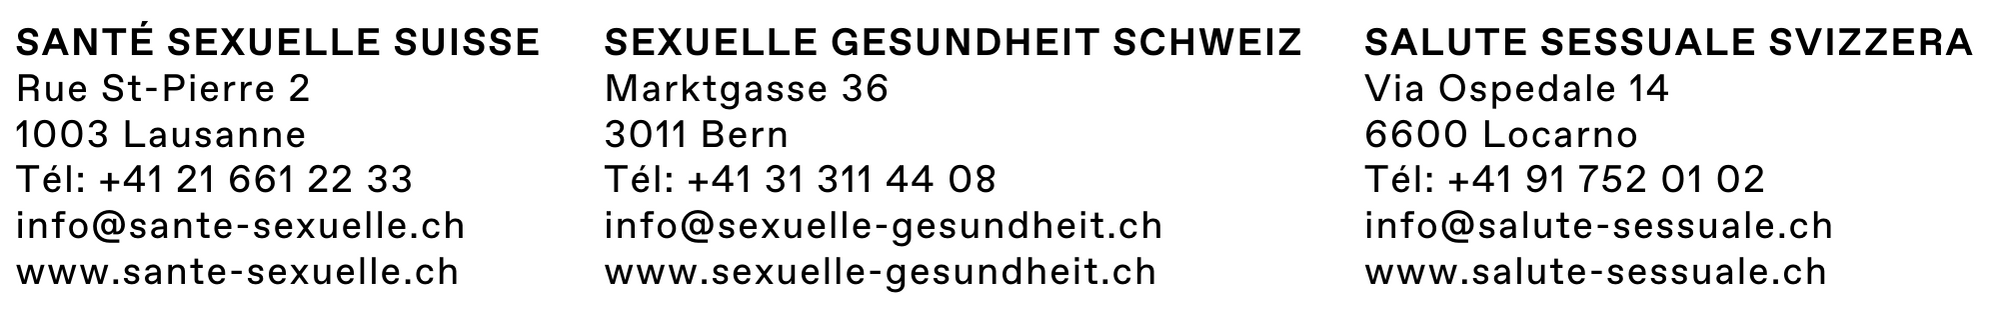 SANTÉ SEXUELLE SUISSE
Rue St-Pierre 2
1003 Lausanne
Tél: +41 21 661 22 33
info@sante-sexuelle.ch
www.sante-sexuelle.ch
SEXUELLE GESUNDHEIT SCHWEIZ
Marktgasse 36
3011 Bern
Tél: +41 31 311 44 08
info@sexuelle-gesundheit.ch
www.sexuelle-gesundheit.ch
SALUTE SESSUALE SVIZZERA
Via Ospedale 14
6600 Locarno
Tél: +41 91 752 01 02
info@salute-sessuale.ch
www.salute-sessuale.ch